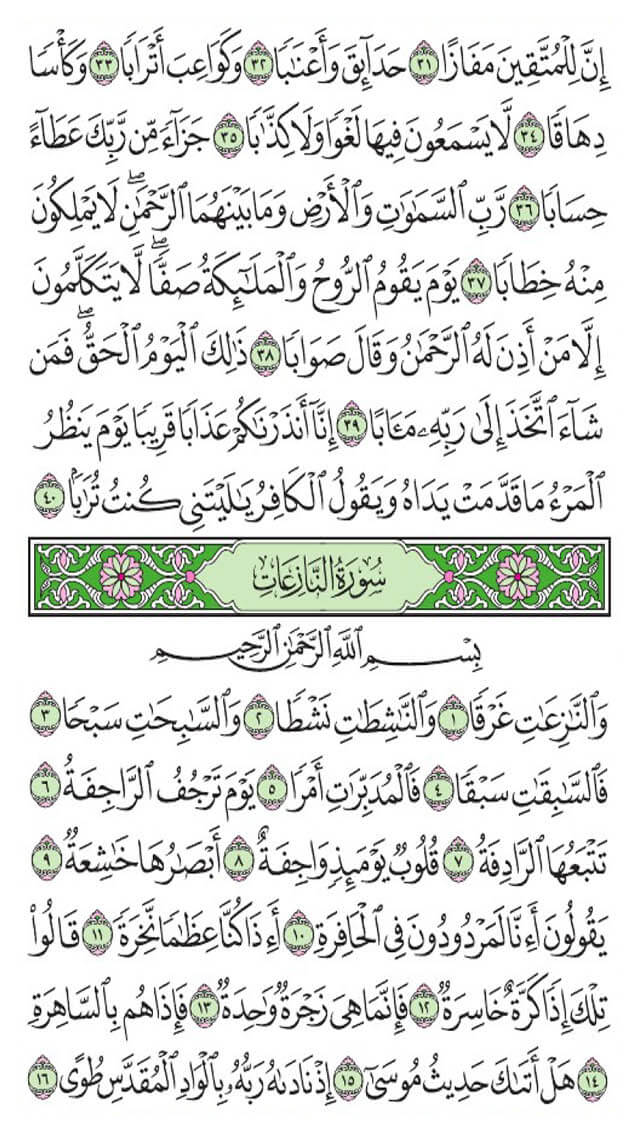 إِنَّ لِلْمُتَّقِينَ مَفَازًا ٣١ حَدَآئِقَ وَأَعْنَٰبًا ٣٢ وَكَوَاعِبَ أَتْرَابًا ٣٣ وَكَأْسًا
دِهَاقًا ٣٤ لَّا يَسْمَعُونَ فِيهَا لَغْوًا وَلَا كِذَّٰبًا ٣٥ جَزَآءً مِّن رَّبِّكَ عَطَآءً
حِسَابًا ٣٦ رَّبِّ ٱلسَّمَٰوَٰتِ وَٱلْأَرْضِ وَمَا بَيْنَهُمَا ٱلرَّحْمَٰنِۖ لَا يَمْلِكُونَ
مِنْهُ خِطَابًا ٣٧ يَوْمَ يَقُومُ ٱلرُّوحُ وَٱلْمَلَٰٓئِكَةُ صَفًّاۖ لَّا يَتَكَلَّمُونَ
إِلَّا مَنْ أَذِنَ لَهُ ٱلرَّحْمَٰنُ وَقَالَ صَوَابًا ٣٨ ذَٰلِكَ ٱلْيَوْمُ ٱلْحَقُّۖ فَمَن
شَآءَ ٱتَّخَذَ إِلَىٰ رَبِّهِۦ مَـَٔابًا ٣٩ إِنَّآ أَنذَرْنَٰكُمْ عَذَابًا قَرِيبًا يَوْمَ يَنظُرُ
ٱلْمَرْءُ مَا قَدَّمَتْ يَدَاهُ وَيَقُولُ ٱلْكَافِرُ يَٰلَيْتَنِى كُنتُ تُرَٰبًۢا ٤٠
سُورَةُ النَّازِعَاتِ
بِسْمِ ٱللَّهِ ٱلرَّحْمَٰنِ ٱلرَّحِيمِ
وَٱلنَّٰزِعَٰتِ غَرْقًا ١ وَٱلنَّٰشِطَٰتِ نَشْطًا ٢ وَٱلسَّٰبِحَٰتِ سَبْحًا ٣
فَٱلسَّٰبِقَٰتِ سَبْقًا ٤ فَٱلْمُدَبِّرَٰتِ أَمْرًا ٥ يَوْمَ تَرْجُفُ ٱلرَّاجِفَةُ ٦
تَتْبَعُهَا ٱلرَّادِفَةُ ٧ قُلُوبٌ يَوْمَئِذٍ وَاجِفَةٌ ٨ أَبْصَٰرُهَا خَٰشِعَةٌ ٩
يَقُولُونَ أَءِنَّا لَمَرْدُودُونَ فِى ٱلْحَافِرَةِ ١٠ أَءِذَا كُنَّا عِظَٰمًا نَّخِرَةً ١١ قَالُوا۟
تِلْكَ إِذًا كَرَّةٌ خَاسِرَةٌ ١٢ فَإِنَّمَا هِىَ زَجْرَةٌ وَٰحِدَةٌ ١٣ فَإِذَا هُم بِٱلسَّاهِرَةِ
١٤ هَلْ أَتَىٰكَ حَدِيثُ مُوسَىٰٓ ١٥ إِذْ نَادَىٰهُ رَبُّهُۥ بِٱلْوَادِ ٱلْمُقَدَّسِ طُوًى ١٦